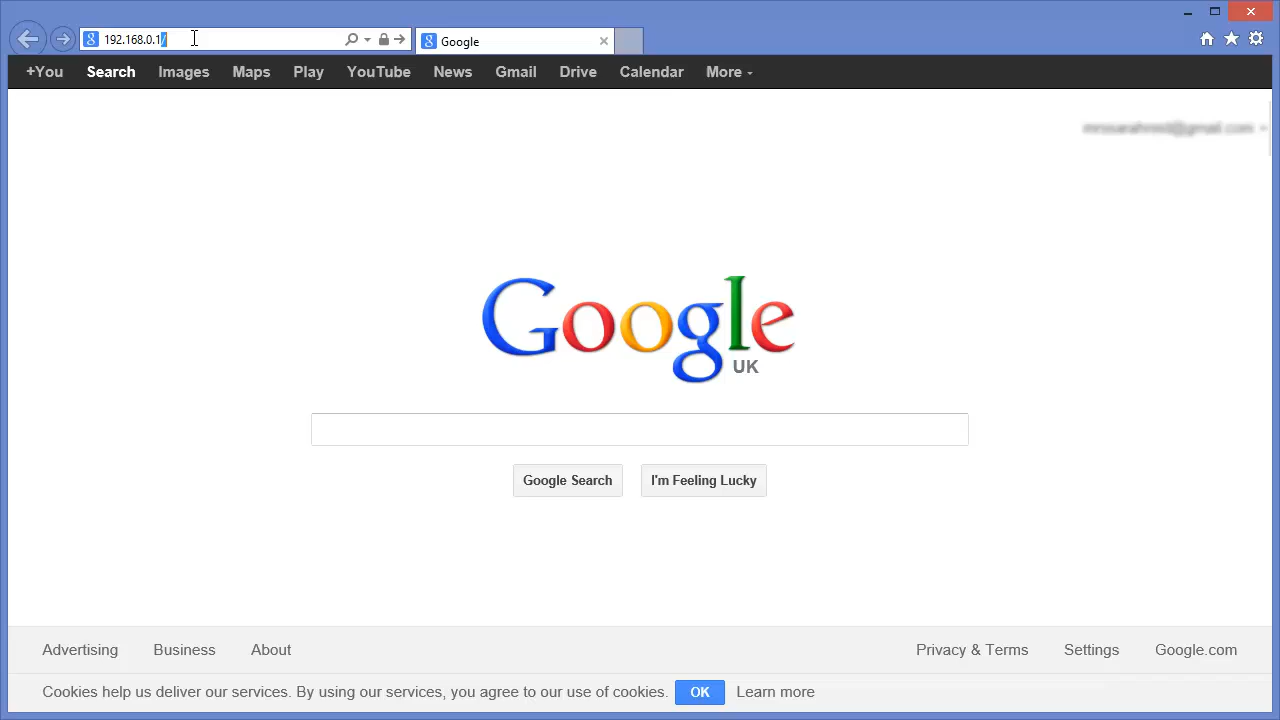 192.168.0.1/
Google
+You Search Images Maps Play YouTube News Gmail Drive Calendar More
Google
UK
Google Search I'm Feeling Lucky
Advertising Business About Privacy & Terms Settings Google.com
Cookies help us deliver our services. By using our services, you agree to our use of cookies. OK Learn more